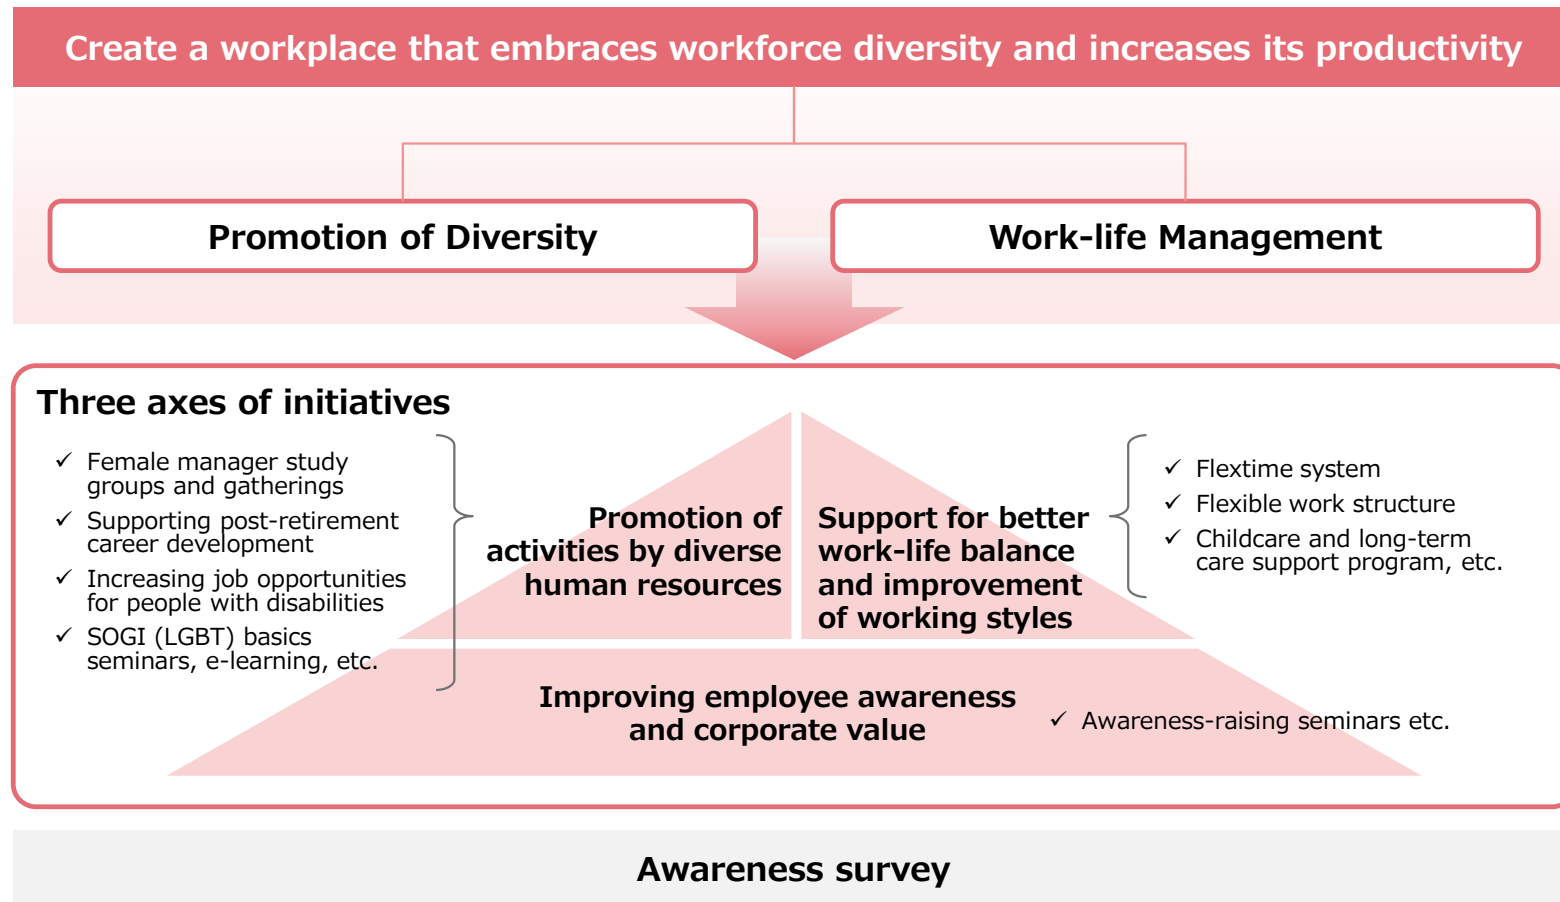 Create a workplace that embraces workforce diversity and increases its productivity
Promotion of Diversity
Work-life Management
Three axes of initiatives
✓ Female manager study
groups and gatherings
✓ Supporting post-retirement
career development
✓ Increasing job opportunities
for people with disabilities
✓ SOGI (LGBT) basics
seminars, e-learning, etc.
Promotion of
activities by diverse
human resources
Support for better
work-life balance
and improvement
of working styles
✓ Flextime system
✓ Flexible work structure
✓ Childcare and long-term
care support program, etc.
Improving employee awareness
and corporate value
✓ Awareness-raising seminars etc.
Awareness survey